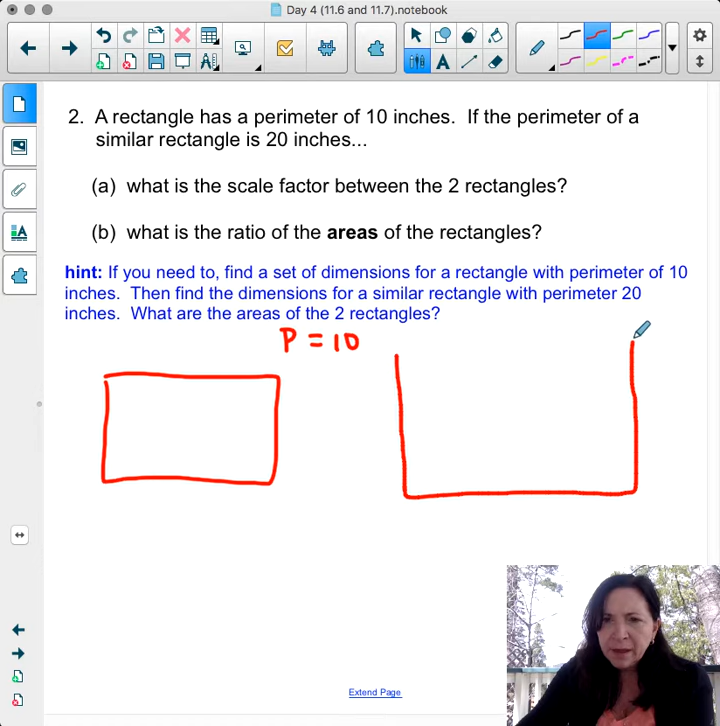 Day 4 (11.6 and 11.7).notebook
2. A rectangle has a perimeter of 10 inches. If the perimeter of a
similar rectangle is 20 inches...
(a) what is the scale factor between the 2 rectangles?
(b) what is the ratio of the areas of the rectangles?
hint: If you need to, find a set of dimensions for a rectangle with perimeter of 10
inches. Then find the dimensions for a similar rectangle with perimeter 20
inches. What are the areas of the 2 rectangles?
P = 10
Extend Page